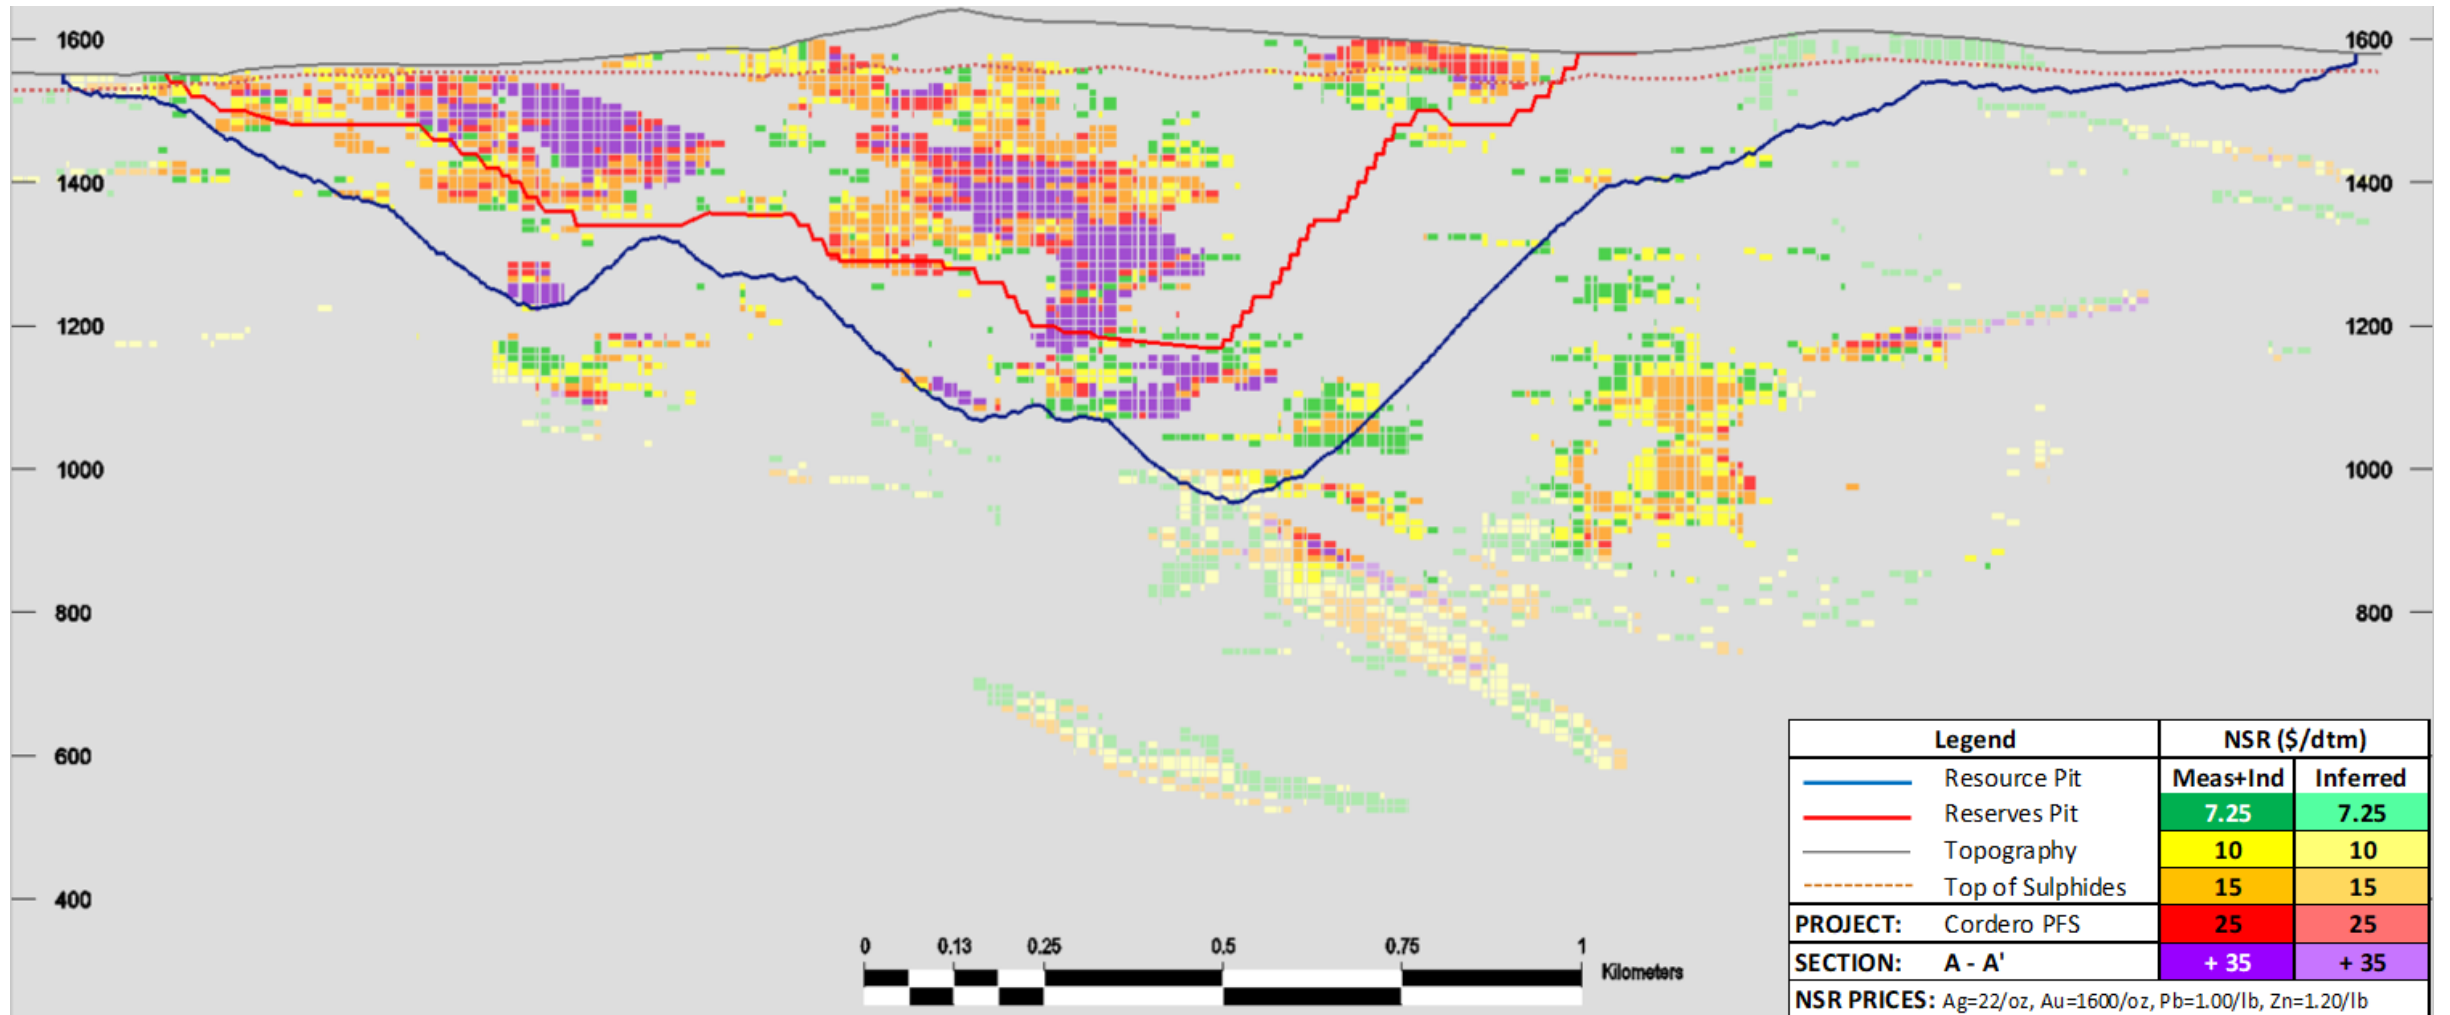 1600 1600
1400 1400
1200 1200
1000 1000
800 800
600
400
0 0.13 0.25 0.5 0.75 1
Kilometers
Legend NSR ($/dtm)
Resource Pit Meas+Ind Inferred
Reserves Pit 7.25 7.25
Topography 10 10
Top of Sulphides 15 15
PROJECT: Cordero PFS 25 25
SECTION: A - A' + 35 + 35
NSR PRICES: Ag=22/oz, Au=1600/oz, Pb=1.00/lb, Zn=1.20/lb